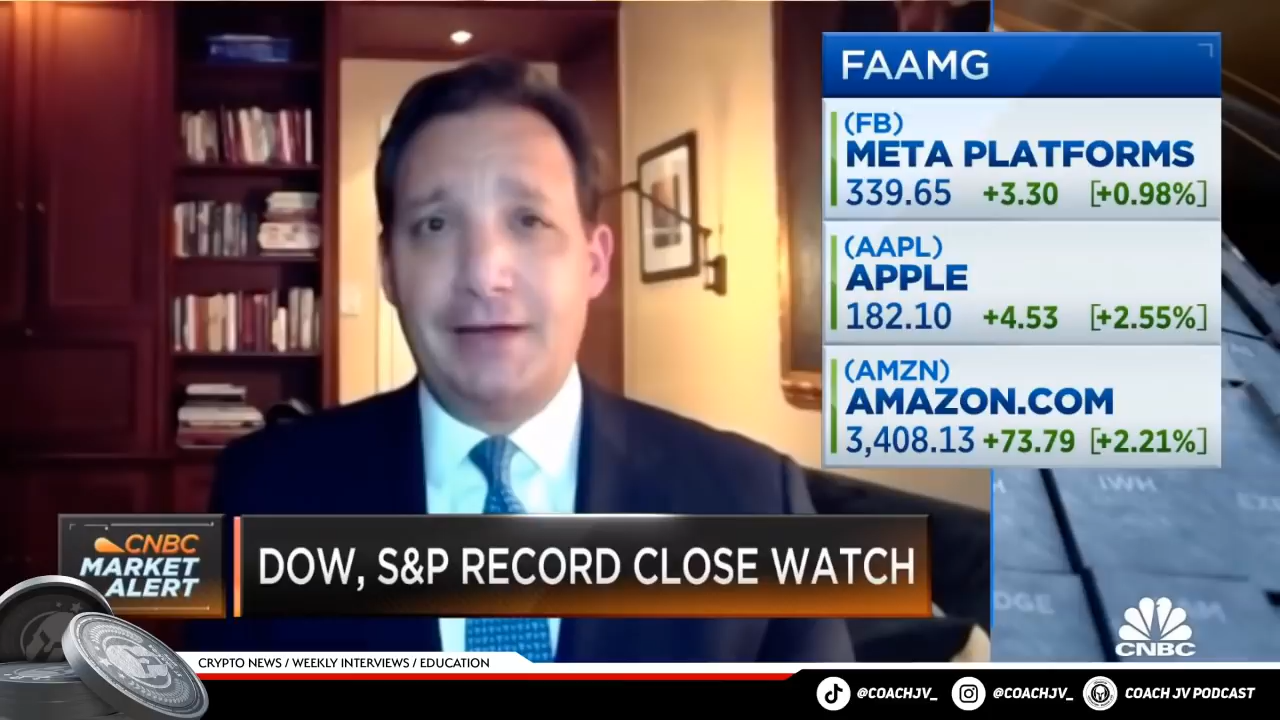 FAAMG
(FB)
META PLATFORMS
339.65 +3.30 [+0.98%]
(AAPL)
APPLE
182.10 +4.53 [+2.55%]
(AMZN)
AMAZON.COM
3,408.13 +73.79 [+2.21%]
IWM
DGE
CNBC
MARKET
ALERT
DOW, S&P RECORD CLOSE WATCH
CNBC
CRYPTO NEWS / WEEKLY INTERVIEWS / EDUCATION
@COACHJV_
@COACHJV_
COACH JV PODCAST